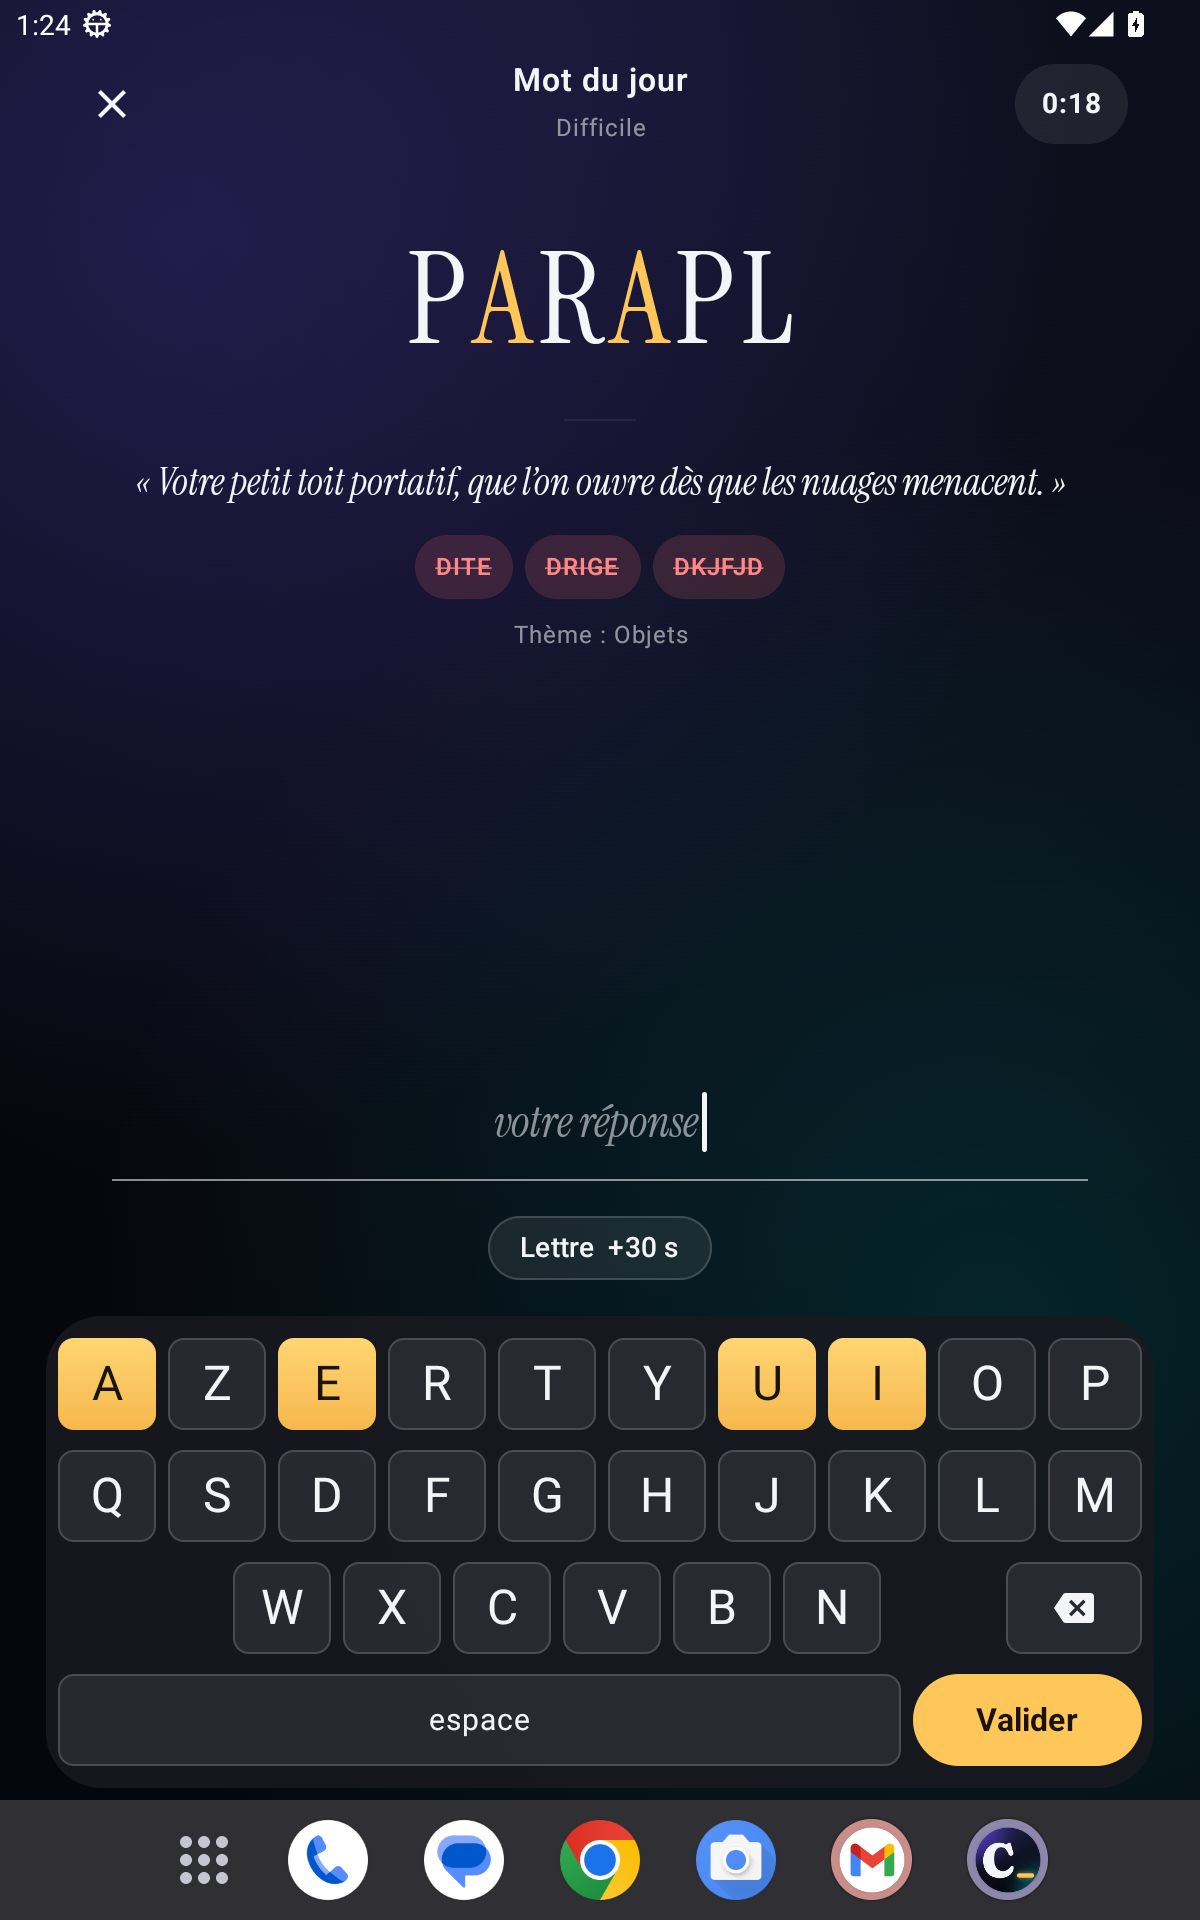 1:24
Mot du jour
Difficile
0:18
PARAPL
« Votre petit toit portatif, que l’on ouvre dès que les nuages menacent. »
DITE DRIGE DKJFJD
Thème : Objets
votre réponse
Lettre +30 s
A Z E R T Y U I O P
Q S D F G H J K L M
W X C V B N
espace Valider
C_